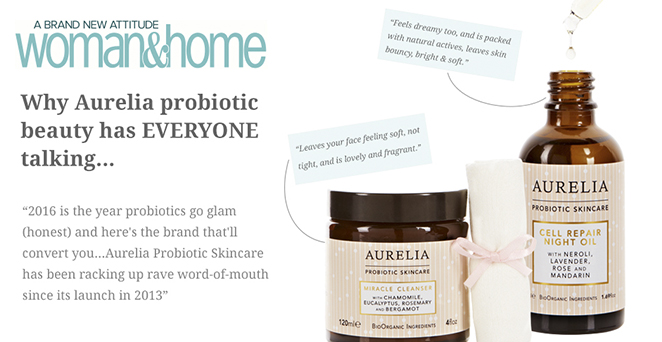 A BRAND NEW ATTITUDE
woman&home
Why Aurelia probiotic
beauty has EVERYONE
talking...
“2016 is the year probiotics go glam
(honest) and here's the brand that'll
convert you...Aurelia Probiotic Skincare
has been racking up rave word-of-mouth
since its launch in 2013”
“Feels dreamy too, and is packed
with natural actives, leaves skin
bouncy, bright & soft.”
“Leaves your face feeling soft, not
tight, and is lovely and fragrant.”
AURELIA
PROBIOTIC SKINCARE
MIRACLE CLEANSER
WITH CHAMOMILE,
EUCALYPTUS, ROSEMARY
AND BERGAMOT
120ml℮ BIOORGANIC INGREDIENTS 4floz
AURELIA
PROBIOTIC SKINCARE
CELL REPAIR
NIGHT OIL
WITH NEROLI,
LAVENDER,
ROSE AND
MANDARIN
BIOORGANIC INGREDIENTS 1.69floz